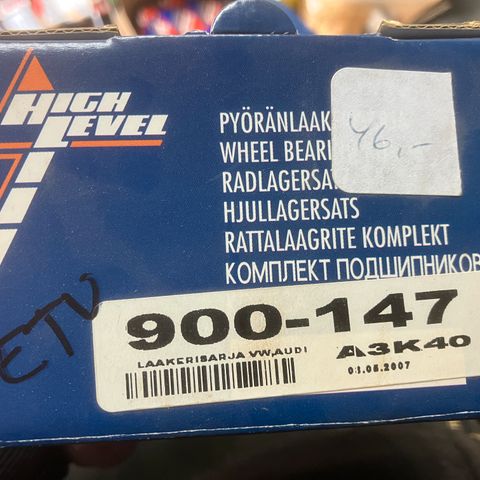 HIGH
LEVEL
PYÖRÄNLAAK
46,-
WHEEL BEARI
RADLAGERSA
HJULLAGERSATS
RATTALAAGRITE KOMPLEKT
КОМПЛЕКТ ПОДШИПНИКОВ
ETU
900-147
LAAKERISARJA VW,AUDI
A3K40
03.05.2007